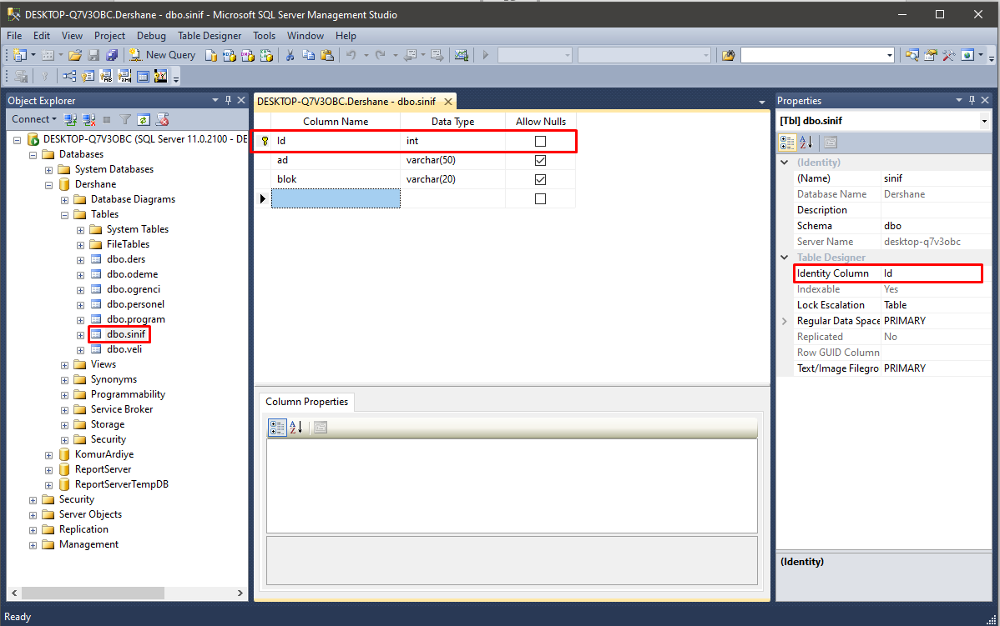 DESKTOP-Q7V3OBC.Dershane - dbo.sinif - Microsoft SQL Server Management Studio
File Edit View Project Debug Table Designer Tools Window Help
New Query
Object Explorer
Connect
DESKTOP-Q7V3OBC (SQL Server 11.0.2100 - DE
Databases
System Databases
Dershane
Database Diagrams
Tables
System Tables
FileTables
dbo.ders
dbo.odeme
dbo.ogrenci
dbo.personel
dbo.program
dbo.sinif
dbo.veli
Views
Synonyms
Programmability
Service Broker
Storage
Security
KomurArdiye
ReportServer
ReportServerTempDB
Security
Server Objects
Replication
Management
DESKTOP-Q7V3OBC.Dershane - dbo.sinif
Column Name Data Type Allow Nulls
Id int
ad varchar(50)
blok varchar(20)
Column Properties
Properties
[Tbl] dbo.sinif
(Identity)
(Name) sinif
Database Name Dershane
Description
Schema dbo
Server Name desktop-q7v3obc
Table Designer
Identity Column Id
Indexable Yes
Lock Escalation Table
Regular Data Space PRIMARY
Replicated No
Row GUID Column
Text/Image Filegro PRIMARY
(Identity)
Ready